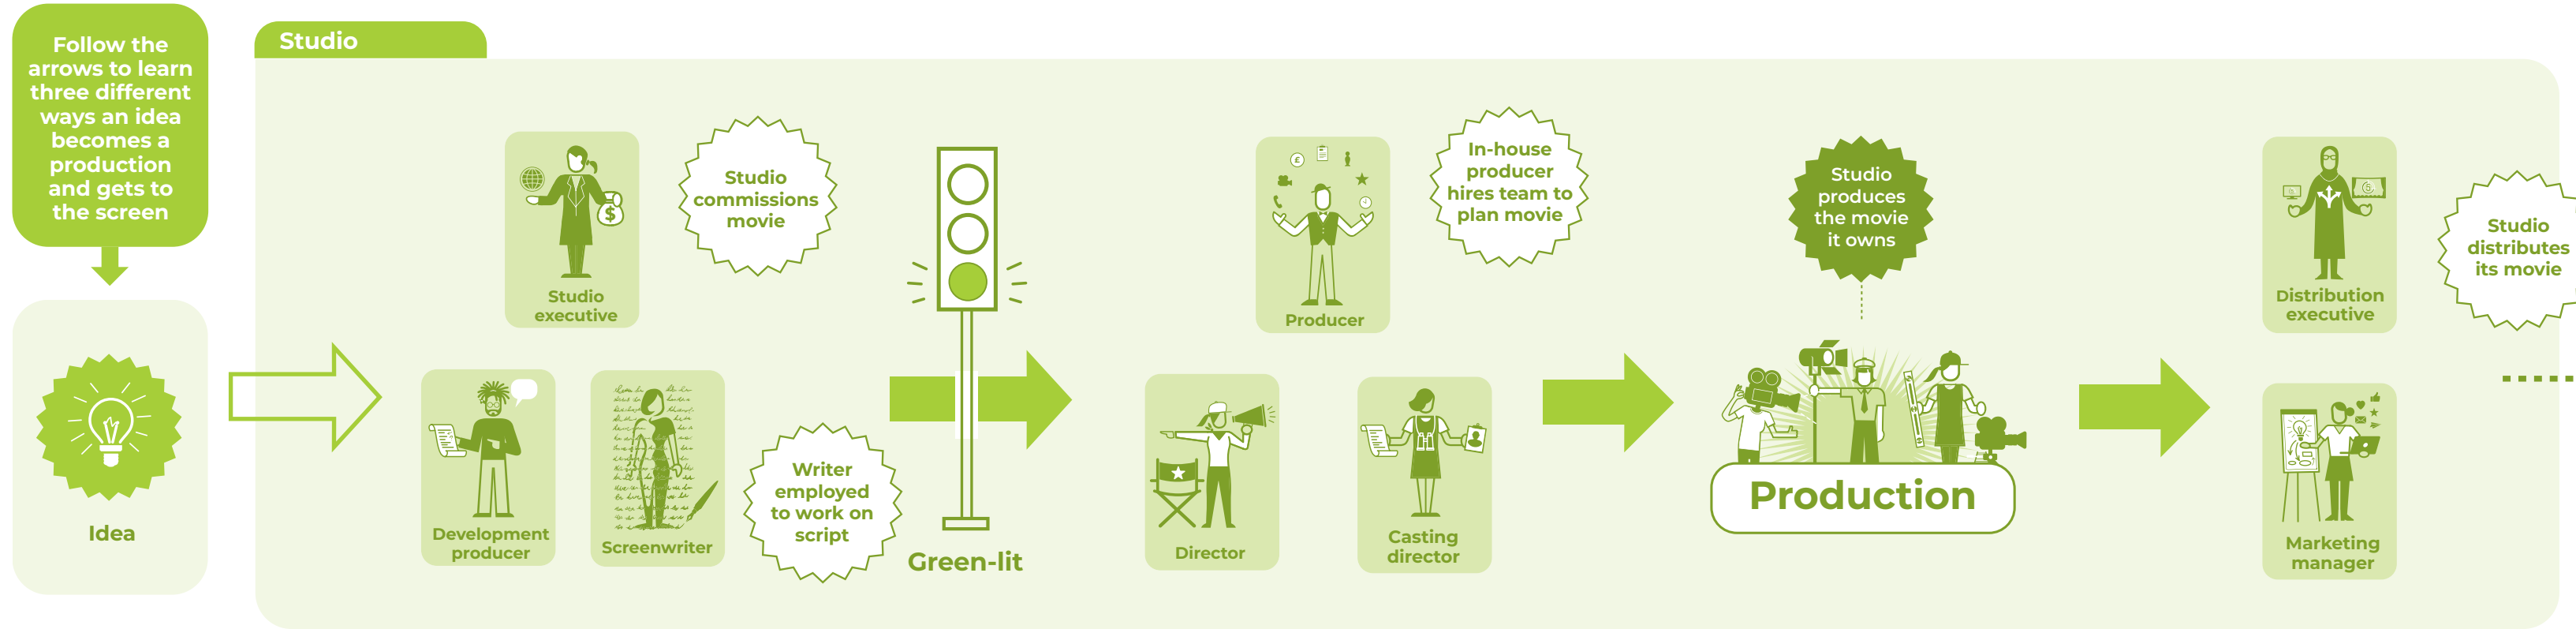 Follow the
arrows to learn
three different
ways an idea
becomes a
production
and gets to
the screen
Idea
Studio
Studio
executive
Studio
commissions
movie
Development
producer
Screenwriter
Writer
employed
to work on
script
Green-lit
£
$
Producer
In-house
producer
hires team to
plan movie
Director
Casting
director
Studio
produces
the movie
it owns
Production
Distribution
executive
Studio
distributes
its movie
Marketing
manager